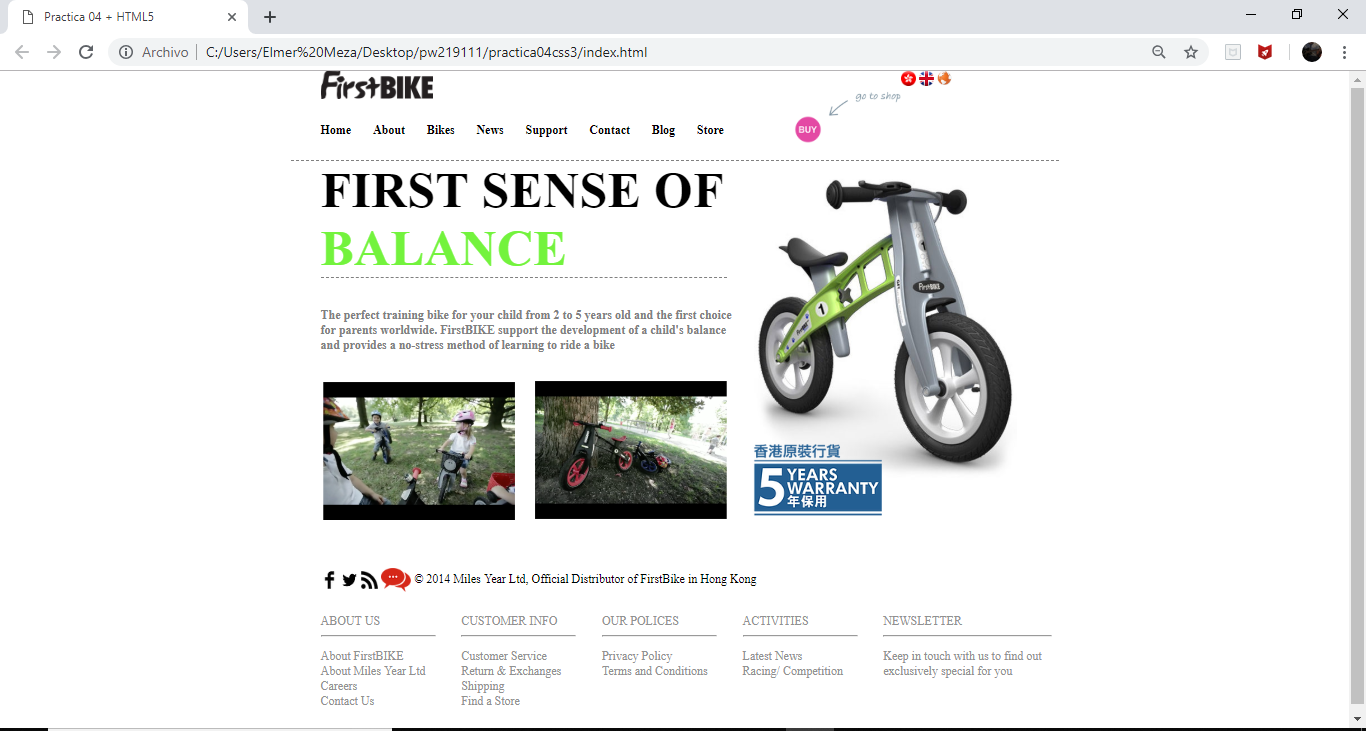 Practica 04 + HTML5
Archivo
C:/Users/Elmer%20Meza/Desktop/pw219111/practica04css3/index.html
FirstBIKE
go to shop
Home About Bikes News Support Contact Blog Store
BUY
FIRST SENSE OF
BALANCE
The perfect training bike for your child from 2 to 5 years old and the first choice
for parents worldwide. FirstBIKE support the development of a child's balance
and provides a no-stress method of learning to ride a bike
FirstBIKE
1
香港原裝行貨
5 YEARS
WARRANTY
年保用
© 2014 Miles Year Ltd, Official Distributor of FirstBike in Hong Kong
ABOUT US
About FirstBIKE
About Miles Year Ltd
Careers
Contact Us
CUSTOMER INFO
Customer Service
Return & Exchanges
Shipping
Find a Store
OUR POLICES
Privacy Policy
Terms and Conditions
ACTIVITIES
Latest News
Racing/ Competition
NEWSLETTER
Keep in touch with us to find out
exclusively special for you